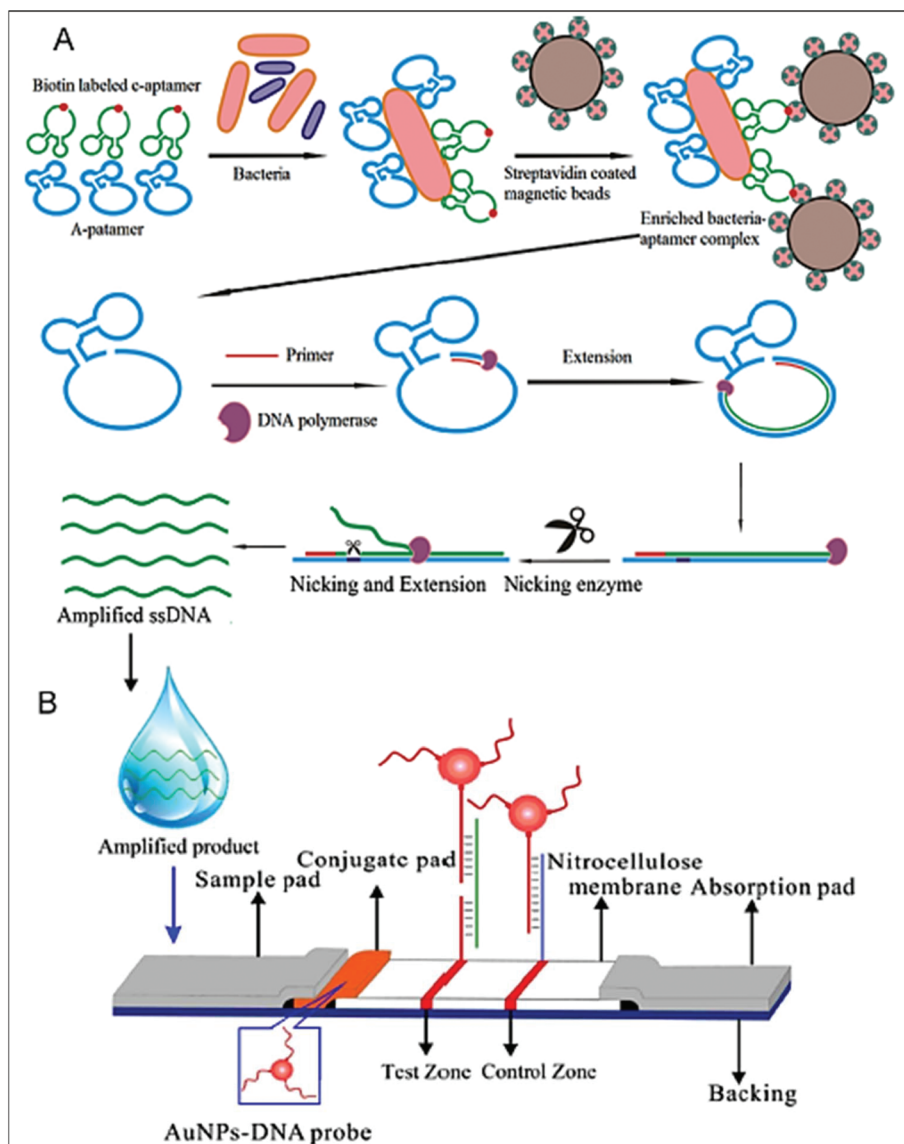 A
Biotin labeled c-aptamer
A-patamer
Bacteria
Streptavidin coated
magnetic beads
Enriched bacteria-
aptamer complex
Primer
DNA polymerase
Extension
Amplified ssDNA
Nicking and Extension
Nicking enzyme
B
Amplified product
Sample pad
Conjugate pad
Nitrocellulose
membrane
Absorption pad
Test Zone
Control Zone
Backing
AuNPs-DNA probe